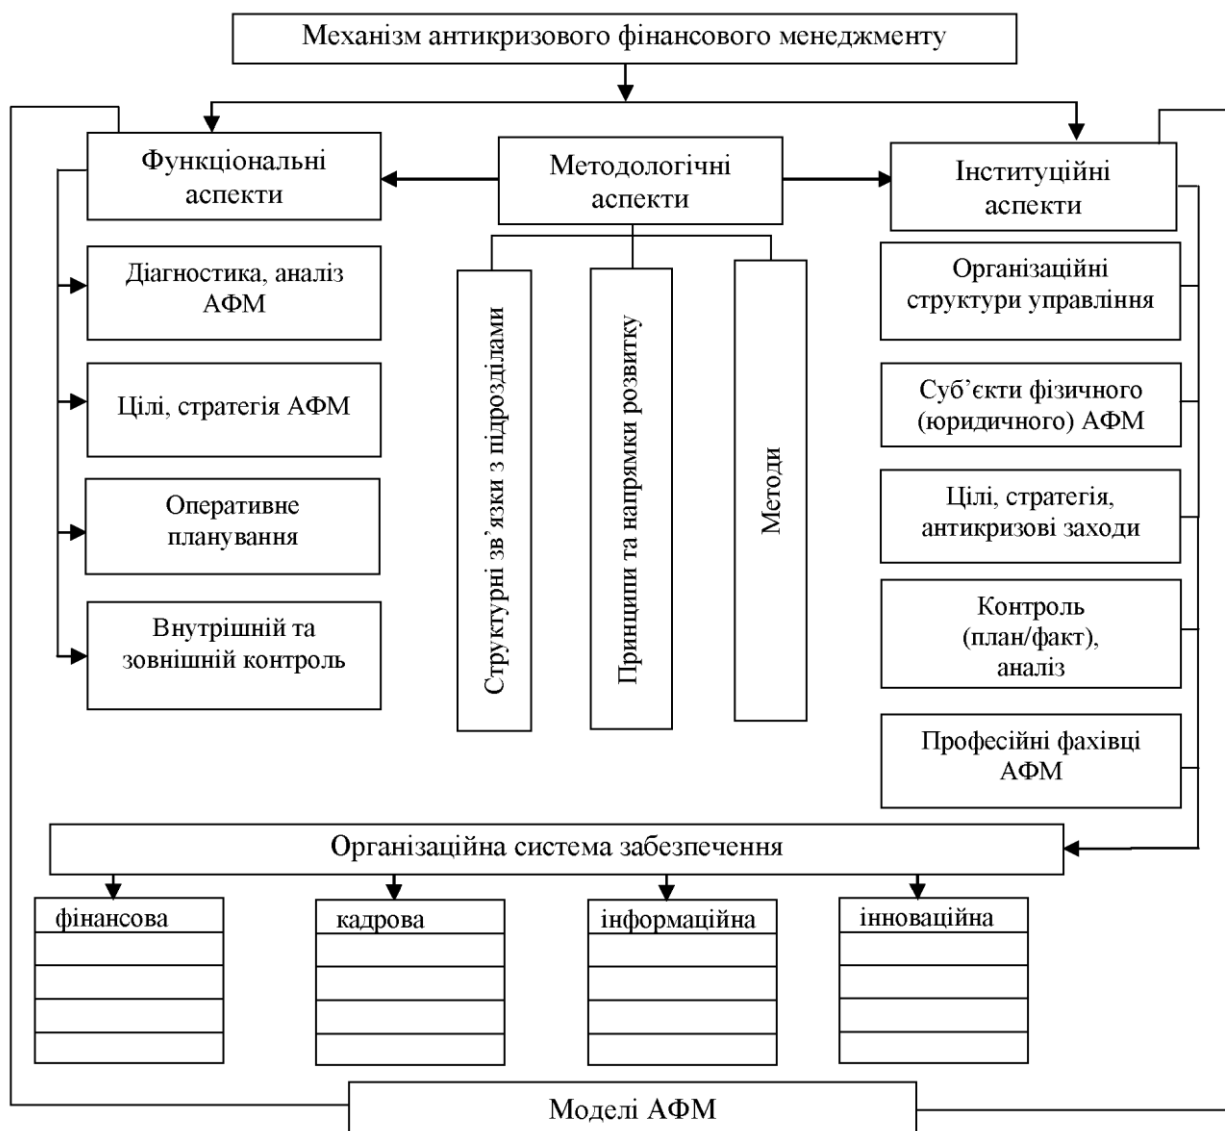 Механізм антикризового фінансового менеджменту
Функціональні
аспекти
Методологічні
аспекти
Інституційні
аспекти
Діагностика, аналіз
АФМ
Цілі, стратегія АФМ
Оперативне
планування
Внутрішній та
зовнішній контроль
Структурні зв’язки з підрозділами
Принципи та напрямки розвитку
Методи
Організаційні
структури управління
Суб’єкти фізичного
(юридичного) АФМ
Цілі, стратегія,
антикризові заходи
Контроль
(план/факт),
аналіз
Професійні фахівці
АФМ
Організаційна система забезпечення
фінансова
кадрова
інформаційна
інноваційна
Моделі АФМ